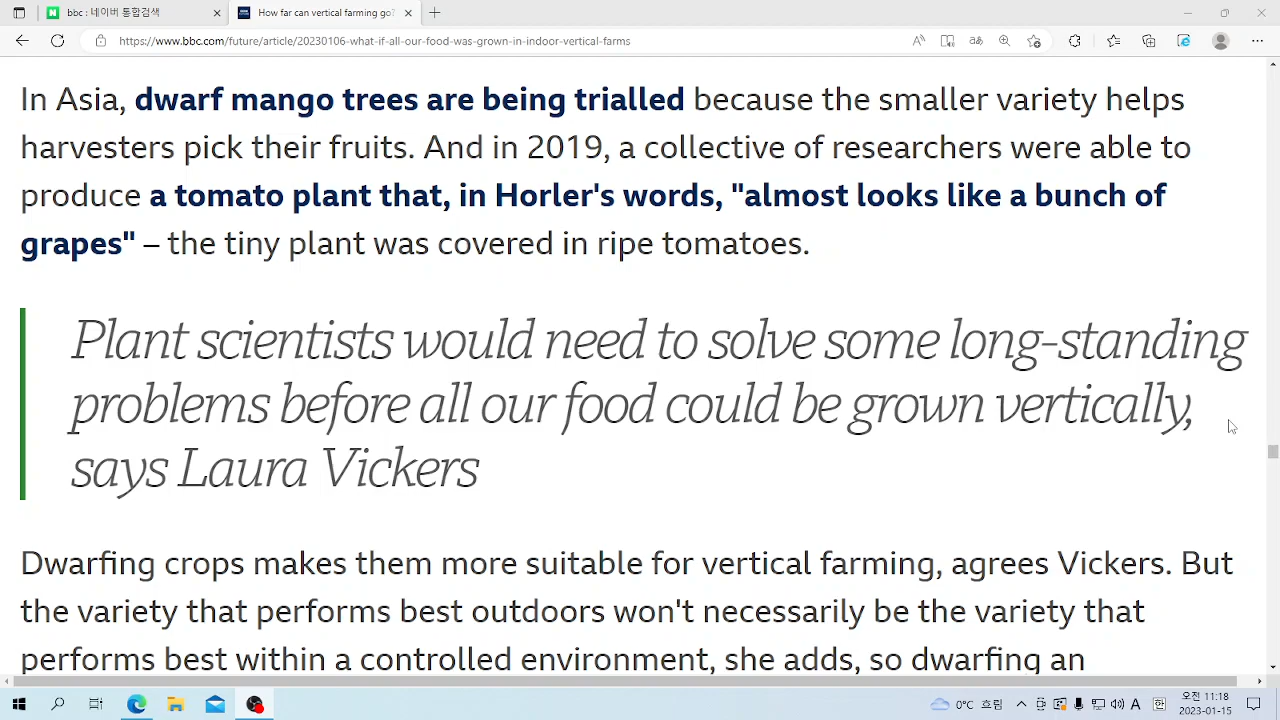 bbc : 네이버 통합검색
How far can vertical farming go?
https://www.bbc.com/future/article/20230106-what-if-all-our-food-was-grown-in-indoor-vertical-farms
In Asia, dwarf mango trees are being trialled because the smaller variety helps
harvesters pick their fruits. And in 2019, a collective of researchers were able to
produce a tomato plant that, in Horler's words, "almost looks like a bunch of
grapes" – the tiny plant was covered in ripe tomatoes.
Plant scientists would need to solve some long-standing
problems before all our food could be grown vertically,
says Laura Vickers
Dwarfing crops makes them more suitable for vertical farming, agrees Vickers. But
the variety that performs best outdoors won't necessarily be the variety that
performs best within a controlled environment, she adds, so dwarfing an
0°C 흐림
A
오전 11:18
2023-01-15